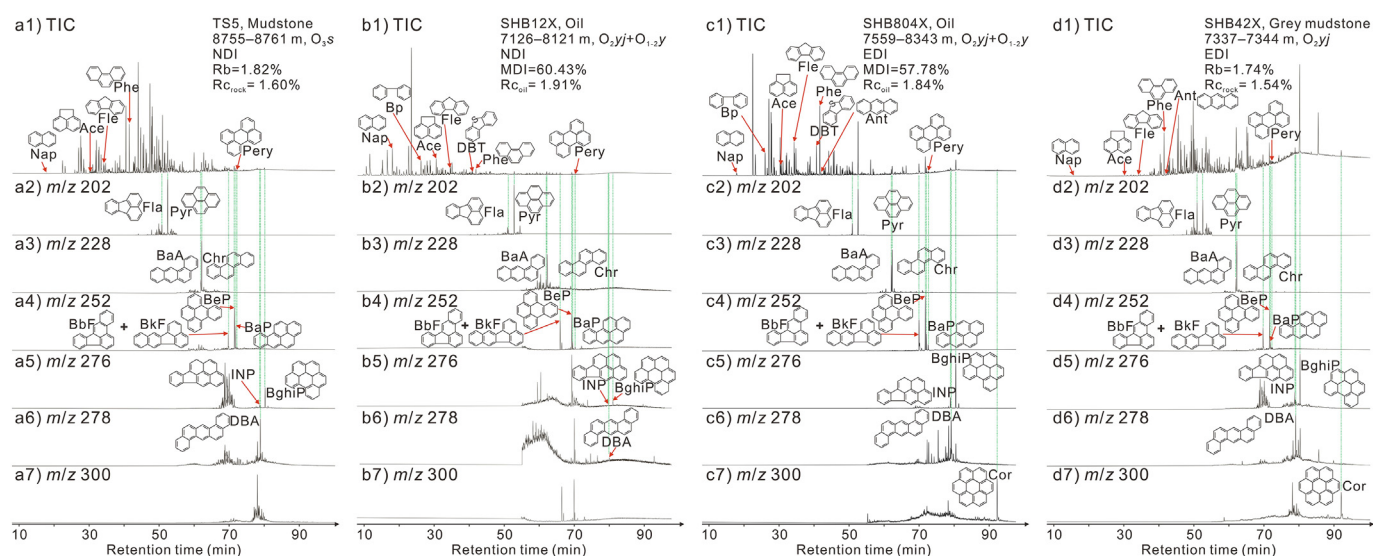 a1) TIC
TS5, Mudstone
8755–8761 m, O3s
NDI
Rb=1.82%
Rcrock=1.60%
Phe
Fle
Ace
Nap
Pery
a2) m/z 202
Fla
Pyr
a3) m/z 228
BaA
Chr
a4) m/z 252
BeP
BbF + BkF
BaP
a5) m/z 276
INP
BghiP
a6) m/z 278
DBA
a7) m/z 300
10 30 50 70 90
Retention time (min)
b1) TIC
SHB12X, Oil
7126–8121 m, O2yj+O1-2y
NDI
MDI=60.43%
Rcoil=1.91%
Bp
Fle
Nap
Ace
DBT
Phe
Pery
b2) m/z 202
Fla
Pyr
b3) m/z 228
BaA
Chr
b4) m/z 252
BeP
BbF + BkF
BaP
b5) m/z 276
INP
BghiP
b6) m/z 278
DBA
b7) m/z 300
10 30 50 70 90
Retention time (min)
c1) TIC
SHB804X, Oil
7559–8343 m, O2yj+O1-2y
EDI
MDI=57.78%
Rcoil=1.84%
Fle
Ace
Phe
Bp
DBT
Ant
Nap
Pery
c2) m/z 202
Fla
Pyr
c3) m/z 228
BaA
Chr
c4) m/z 252
BeP
BbF + BkF
BaP
c5) m/z 276
BghiP
INP
c6) m/z 278
DBA
c7) m/z 300
Cor
10 30 50 70 90
Retention time (min)
d1) TIC
SHB42X, Grey mudstone
7337–7344 m, O2yj
EDI
Rb=1.74%
Rcrock=1.54%
Ant
Phe
Fle
Nap
Ace
Pery
d2) m/z 202
Fla
Pyr
d3) m/z 228
BaA
Chr
d4) m/z 252
BeP
BbF + BkF
BaP
d5) m/z 276
INP
BghiP
d6) m/z 278
DBA
d7) m/z 300
Cor
10 30 50 70 90
Retention time (min)